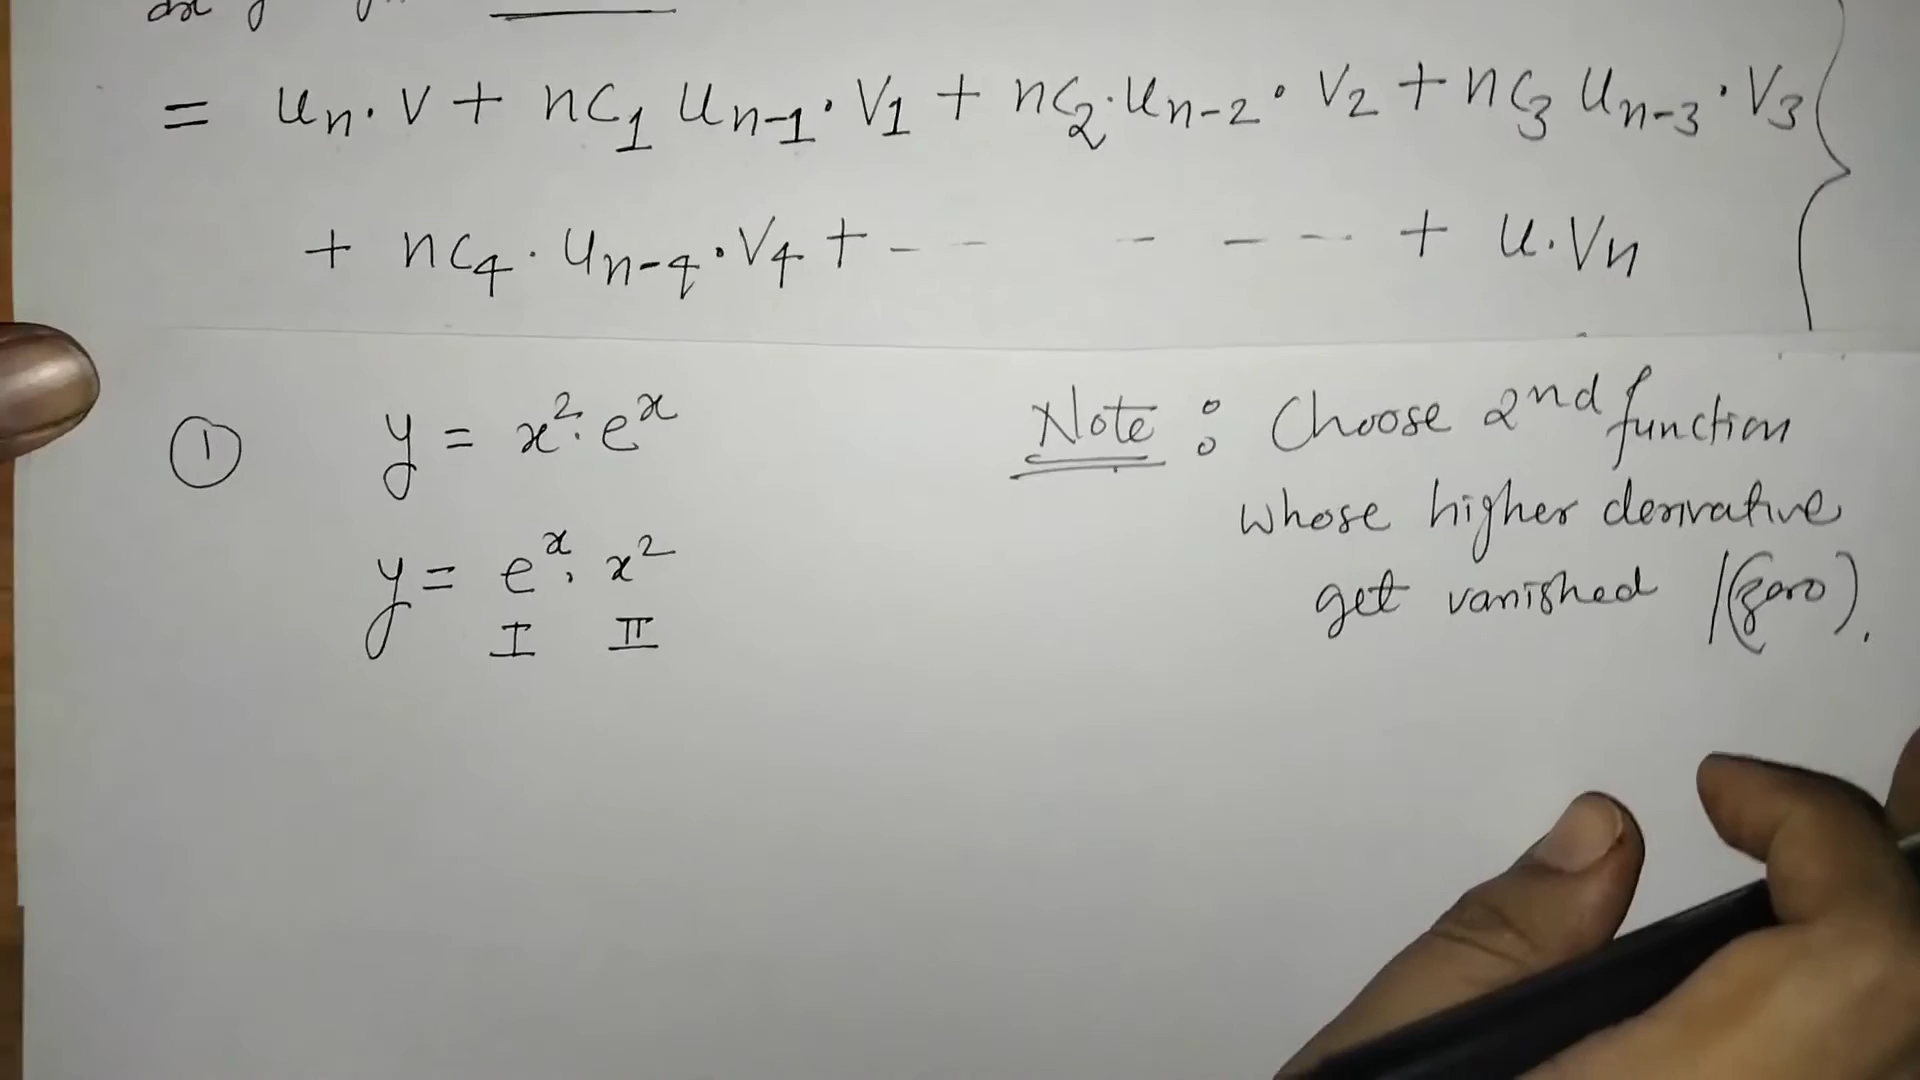 = uₙ · v + nc₁ uₙ₋₁ · v₁ + nc₂ · uₙ₋₂ · v₂ + nc₃ uₙ₋₃ · v₃
+ nc₄ · uₙ₋₄ · v₄ + - - - - - - + u · vₙ
① y = x² · eˣ
y = eˣ · x²
I II
Note : Choose 2nd function
whose higher derivative
get vanished /(zero).